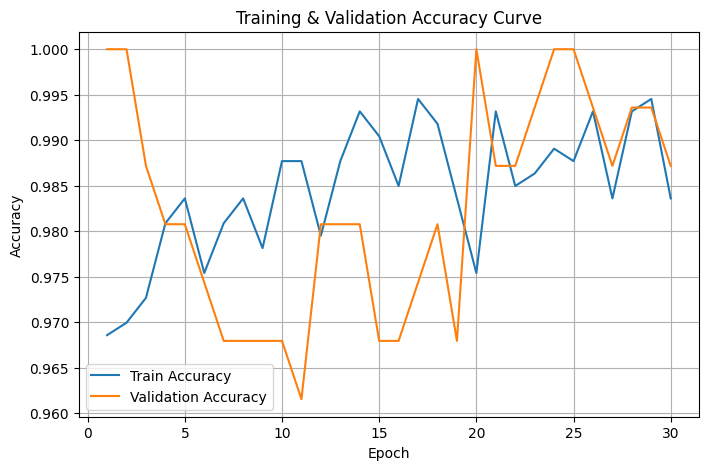 Training & Validation Accuracy Curve
1.000
0.995
0.990
0.985
0.980
0.975
0.970
0.965
0.960
Accuracy
Train Accuracy
Validation Accuracy
0 5 10 15 20 25 30
Epoch